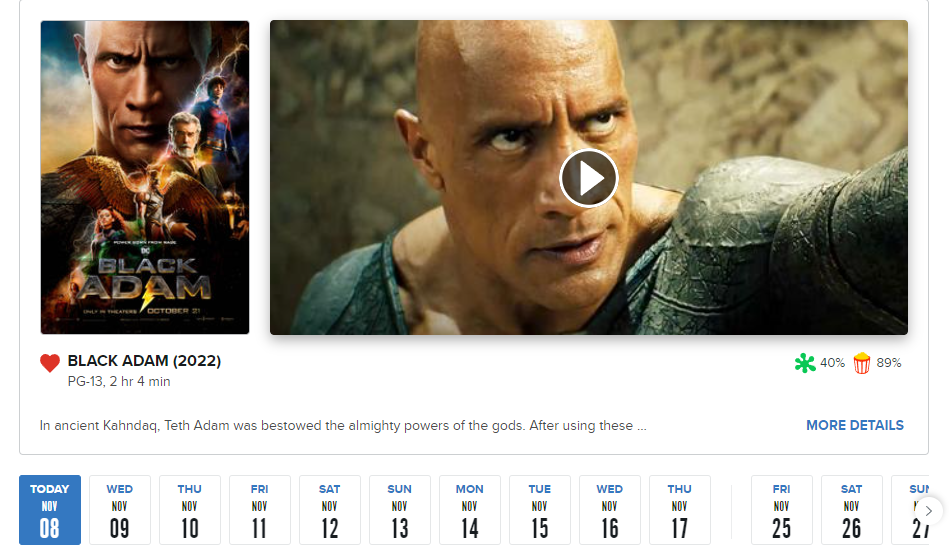 POWER BORN FROM RAGE
DC
BLACK
ADAM
ONLY IN THEATERS OCTOBER 21
BLACK ADAM (2022)
PG-13, 2 hr 4 min
40% 89%
In ancient Kahndaq, Teth Adam was bestowed the almighty powers of the gods. After using these ...
MORE DETAILS
TODAY
NOV
08
WED
NOV
09
THU
NOV
10
FRI
NOV
11
SAT
NOV
12
SUN
NOV
13
MON
NOV
14
TUE
NOV
15
WED
NOV
16
THU
NOV
17
FRI
NOV
25
SAT
NOV
26
SUN
27